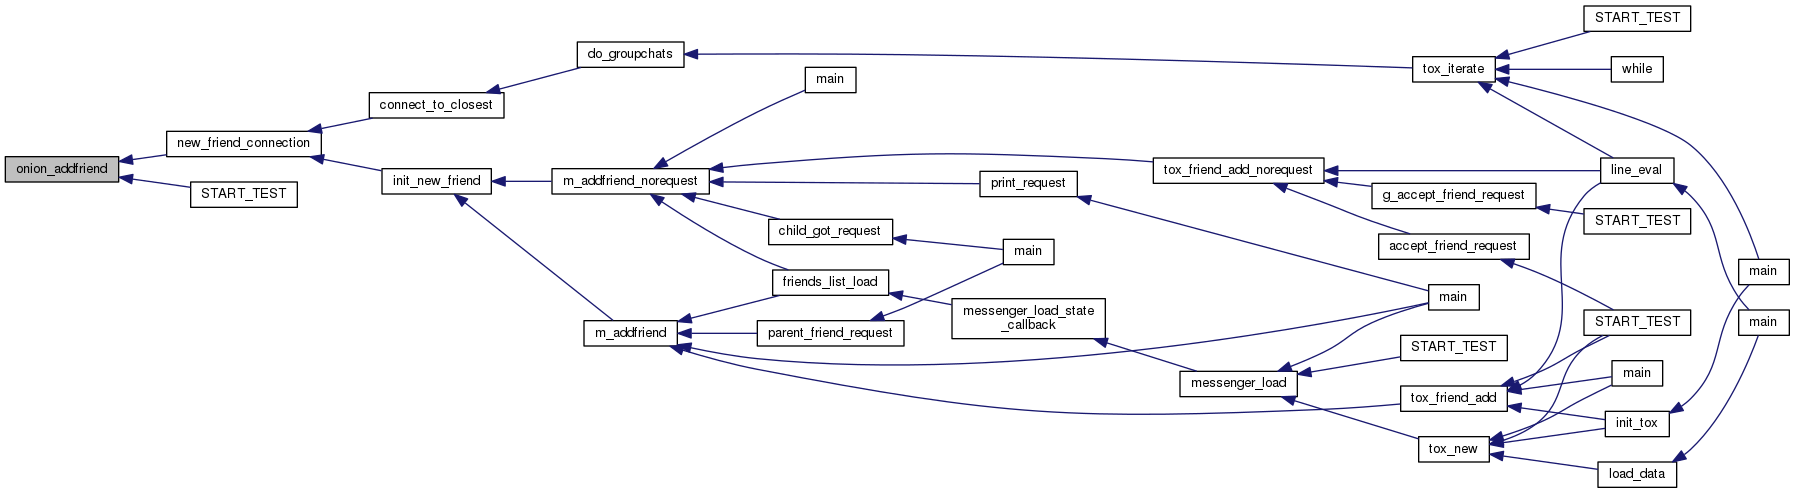 START_TEST
do_groupchats
tox_iterate
while
main
connect_to_closest
new_friend_connection
onion_addfriend
START_TEST
init_new_friend
m_addfriend_norequest
print_request
tox_friend_add_norequest
line_eval
g_accept_friend_request
START_TEST
child_got_request
main
accept_friend_request
main
friends_list_load
messenger_load_state
_callback
main
m_addfriend
parent_friend_request
START_TEST
main
START_TEST
messenger_load
main
tox_friend_add
init_tox
tox_new
load_data